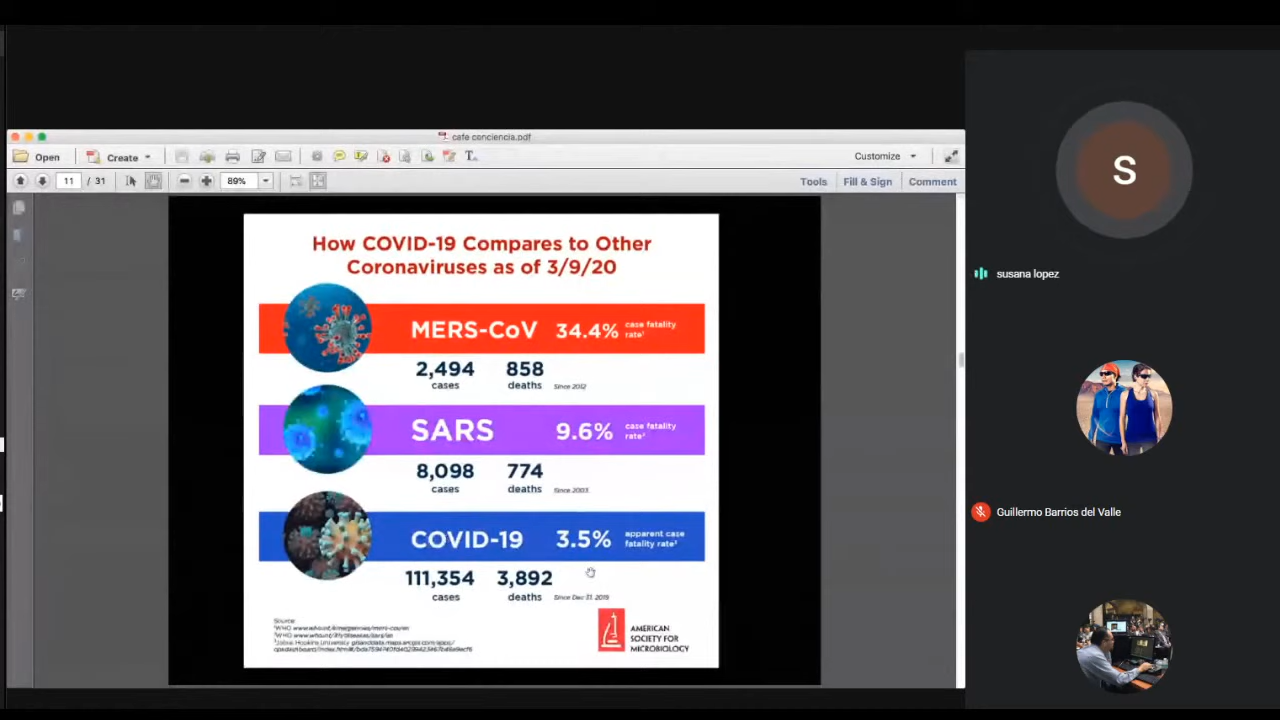 cafe conciencia.pdf
Open
Create
Customize
11 / 31
89%
Tools
Fill & Sign
Comment
How COVID-19 Compares to Other
Coronaviruses as of 3/9/20
MERS-CoV 34.4% case fatality
rate¹
2,494 858
cases deaths Since 2012
SARS 9.6% case fatality
rate²
8,098 774
cases deaths Since 2003
COVID-19 3.5% apparent case
fatality rate³
111,354 3,892
cases deaths Since Dec 31, 2019
Source:
AMERICAN
SOCIETY FOR
MICROBIOLOGY
S
susana lopez
Guillermo Barrios del Valle